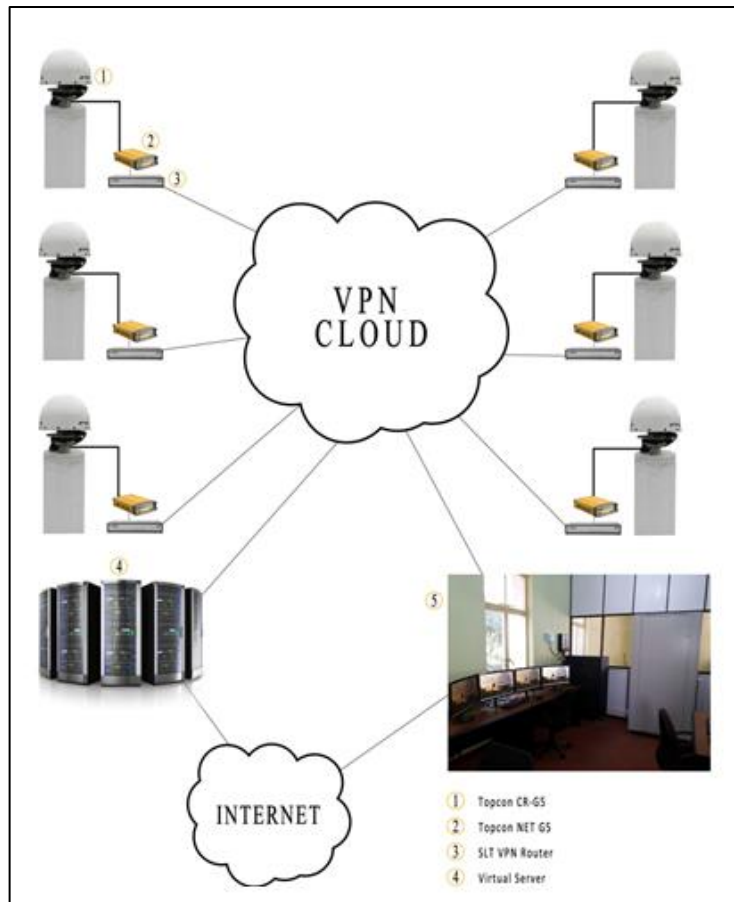 ①
②
③
VPN
CLOUD
④
⑤
INTERNET
① Topcon CR-G5
② Topcon NET G5
③ SLT VPN Router
④ Virtual Server